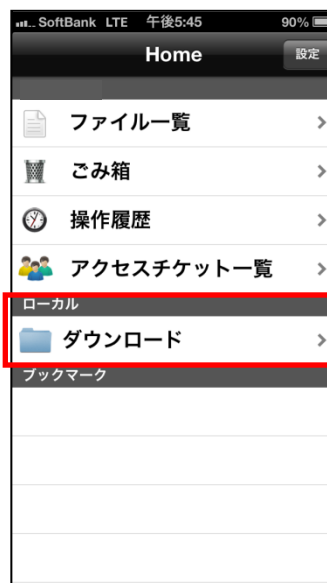 SoftBank LTE 午後5:45 90%
Home 設定
ファイル一覧
ごみ箱
操作履歴
アクセスチケット一覧
ローカル
ダウンロード
ブックマーク